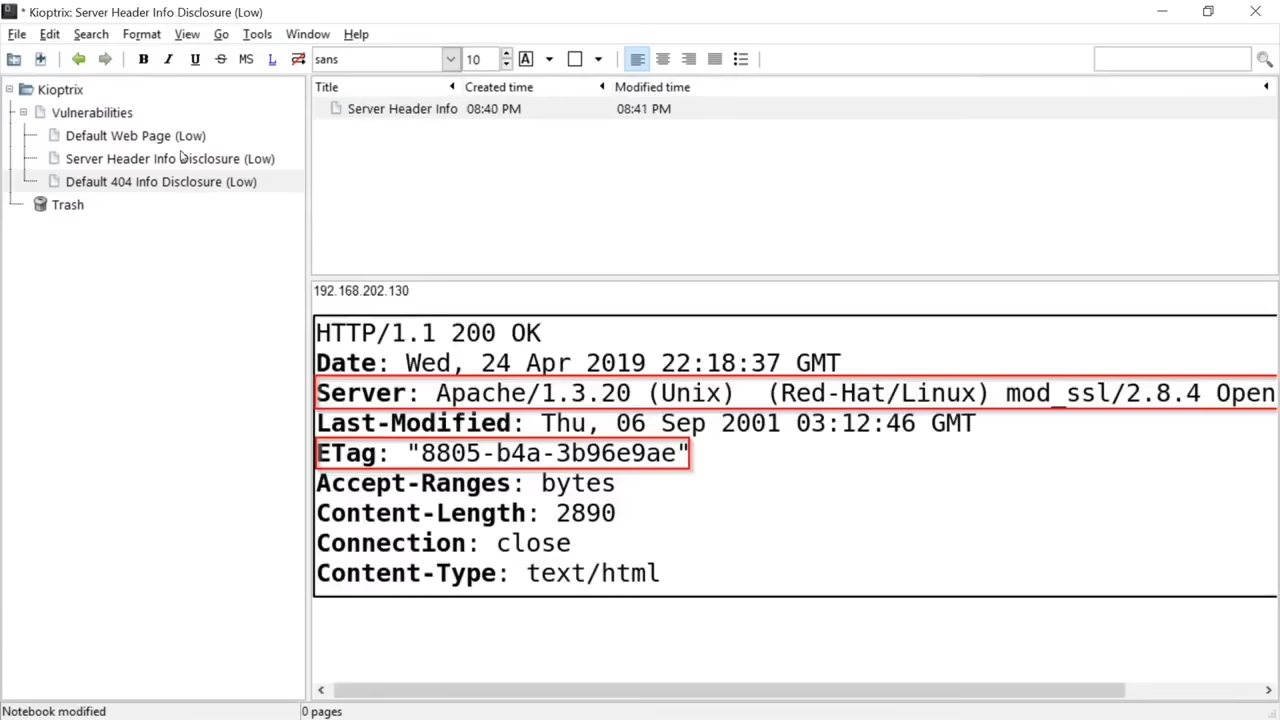 * Kioptrix: Server Header Info Disclosure (Low)
File Edit Search Format View Go Tools Window Help
B I U S MS L sans 10 A
Kioptrix
Vulnerabilities
Default Web Page (Low)
Server Header Info Disclosure (Low)
Default 404 Info Disclosure (Low)
Trash
Title Created time Modified time
Server Header Info 08:40 PM 08:41 PM
192.168.202.130
HTTP/1.1 200 OK
Date: Wed, 24 Apr 2019 22:18:37 GMT
Server: Apache/1.3.20 (Unix)  (Red-Hat/Linux) mod_ssl/2.8.4 Open
Last-Modified: Thu, 06 Sep 2001 03:12:46 GMT
ETag: "8805-b4a-3b96e9ae"
Accept-Ranges: bytes
Content-Length: 2890
Connection: close
Content-Type: text/html
Notebook modified 0 pages